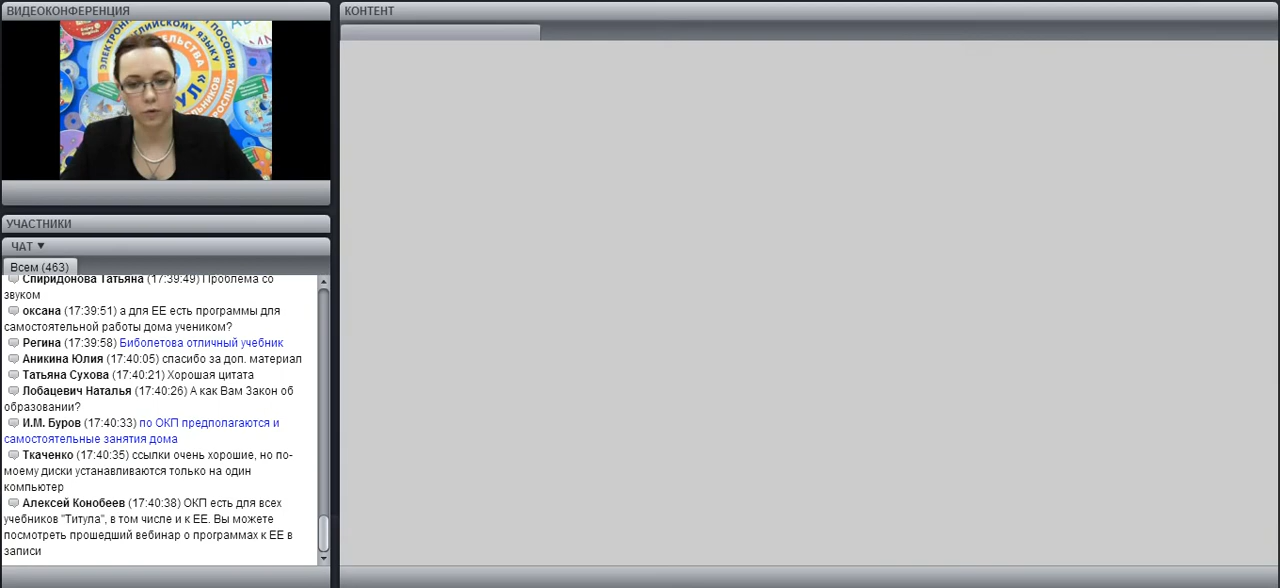 ВИДЕОКОНФЕРЕНЦИЯ
КОНТЕНТ
ЭЛЕКТРОННЫЕ
АНГЛИЙСКОМУ ЯЗЫКУ
ПОСОБИЯ
УЛ»
УЧАСТНИКИ
ЧАТ ▼
Всем (463)
Спиридонова Татьяна (17:39:49) Проблема со
звуком
оксана (17:39:51) а для ЕЕ есть программы для
самостоятельной работы дома учеником?
Регина (17:39:58) Биболетова отличный учебник
Аникина Юлия (17:40:05) спасибо за доп. материал
Татьяна Сухова (17:40:21) Хорошая цитата
Лобацевич Наталья (17:40:26) А как Вам Закон об
образовании?
И.М. Буров (17:40:33) по ОКП предполагаются и
самостоятельные занятия дома
Ткаченко (17:40:35) ссылки очень хорошие, но по-
моему диски устанавливаются только на один
компьютер
Алексей Конобеев (17:40:38) ОКП есть для всех
учебников "Титула", в том числе и к ЕЕ. Вы можете
посмотреть прошедший вебинар о программах к ЕЕ в
записи